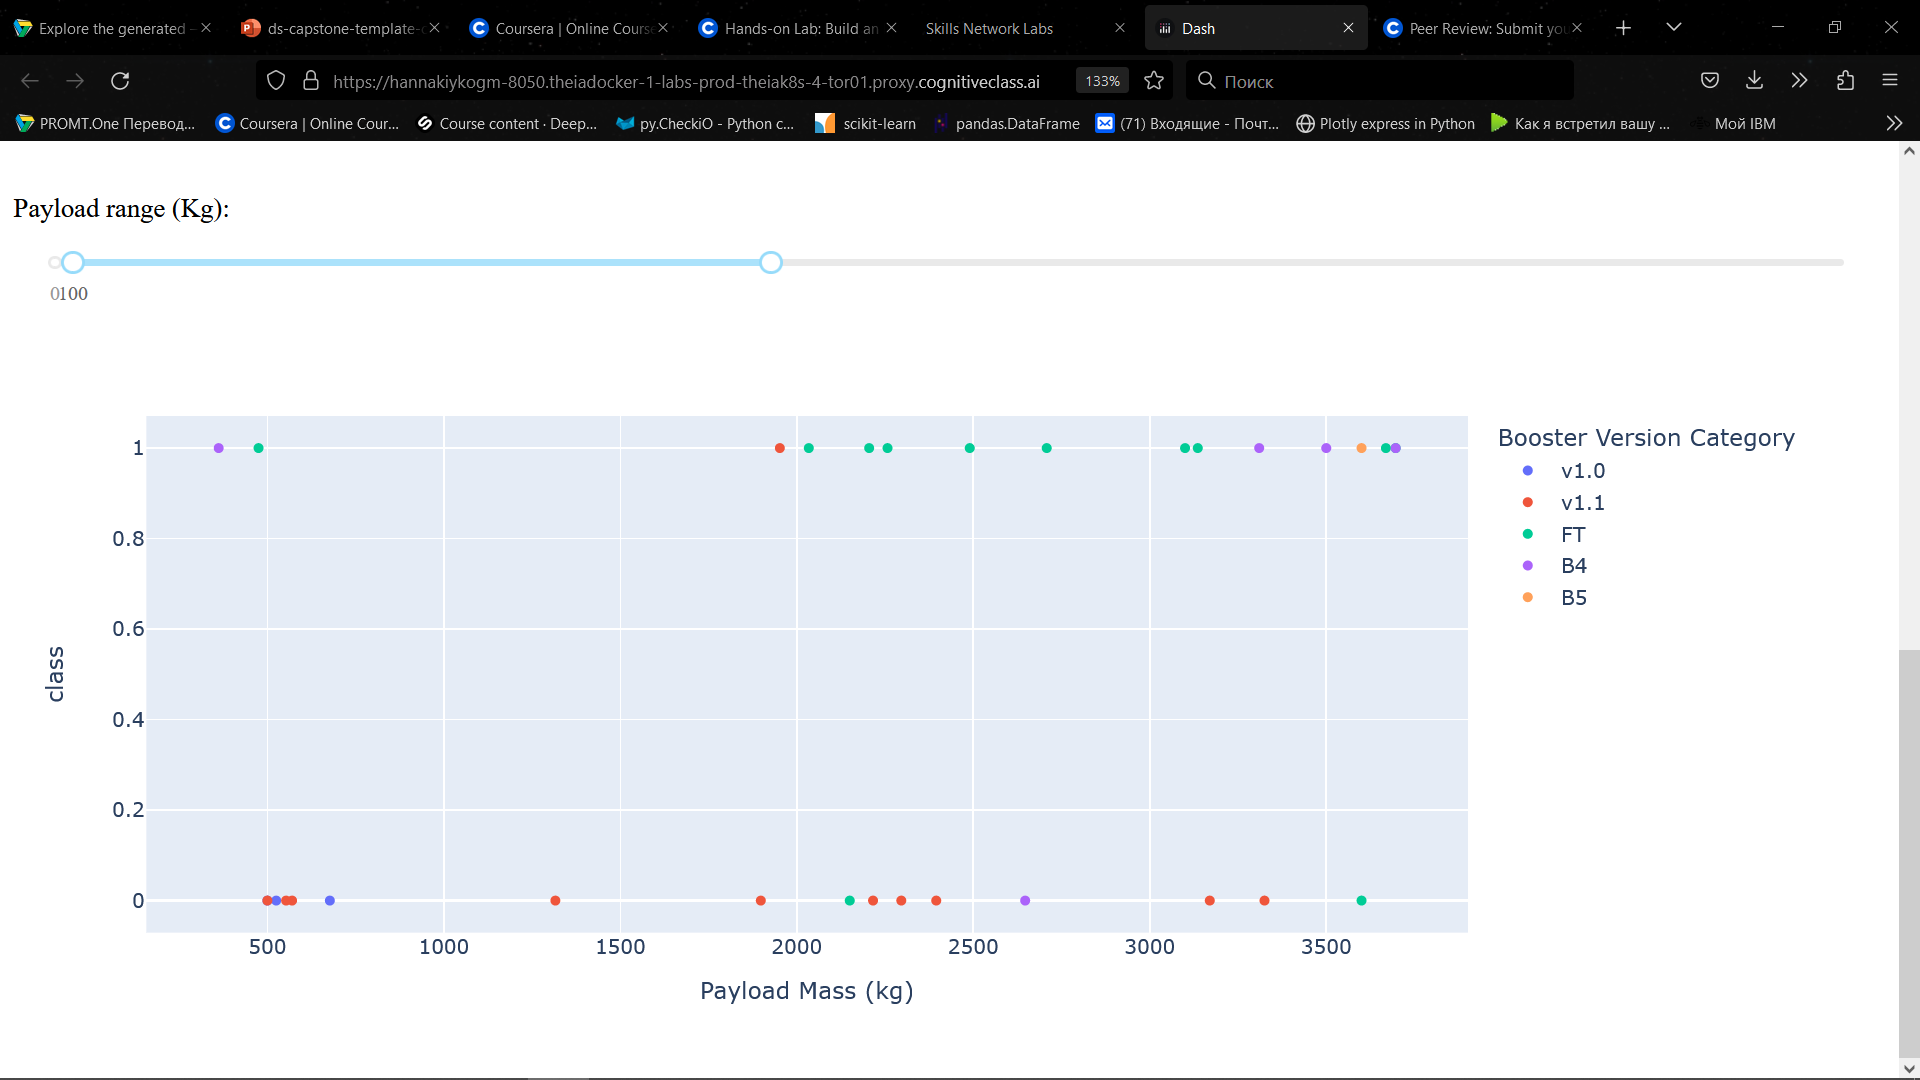 Explore the generated -
ds-capstone-template-c
Coursera | Online Course
Hands-on Lab: Build an
Skills Network Labs
Dash
Peer Review: Submit you
https://hannakiykogm-8050.theiadocker-1-labs-prod-theiak8s-4-tor01.proxy.cognitiveclass.ai
133%
Поиск
PROMT.One Перевод...
Coursera | Online Cour...
Course content · Deep...
py.CheckiO - Python c...
scikit-learn
pandas.DataFrame
(71) Входящие - Почт...
Plotly express in Python
Как я встретил вашу ...
Мой IBM
Payload range (Kg):
0100
Booster Version Category
v1.0
v1.1
FT
B4
B5
1
0.8
0.6
0.4
0.2
0
class
500 1000 1500 2000 2500 3000 3500
Payload Mass (kg)